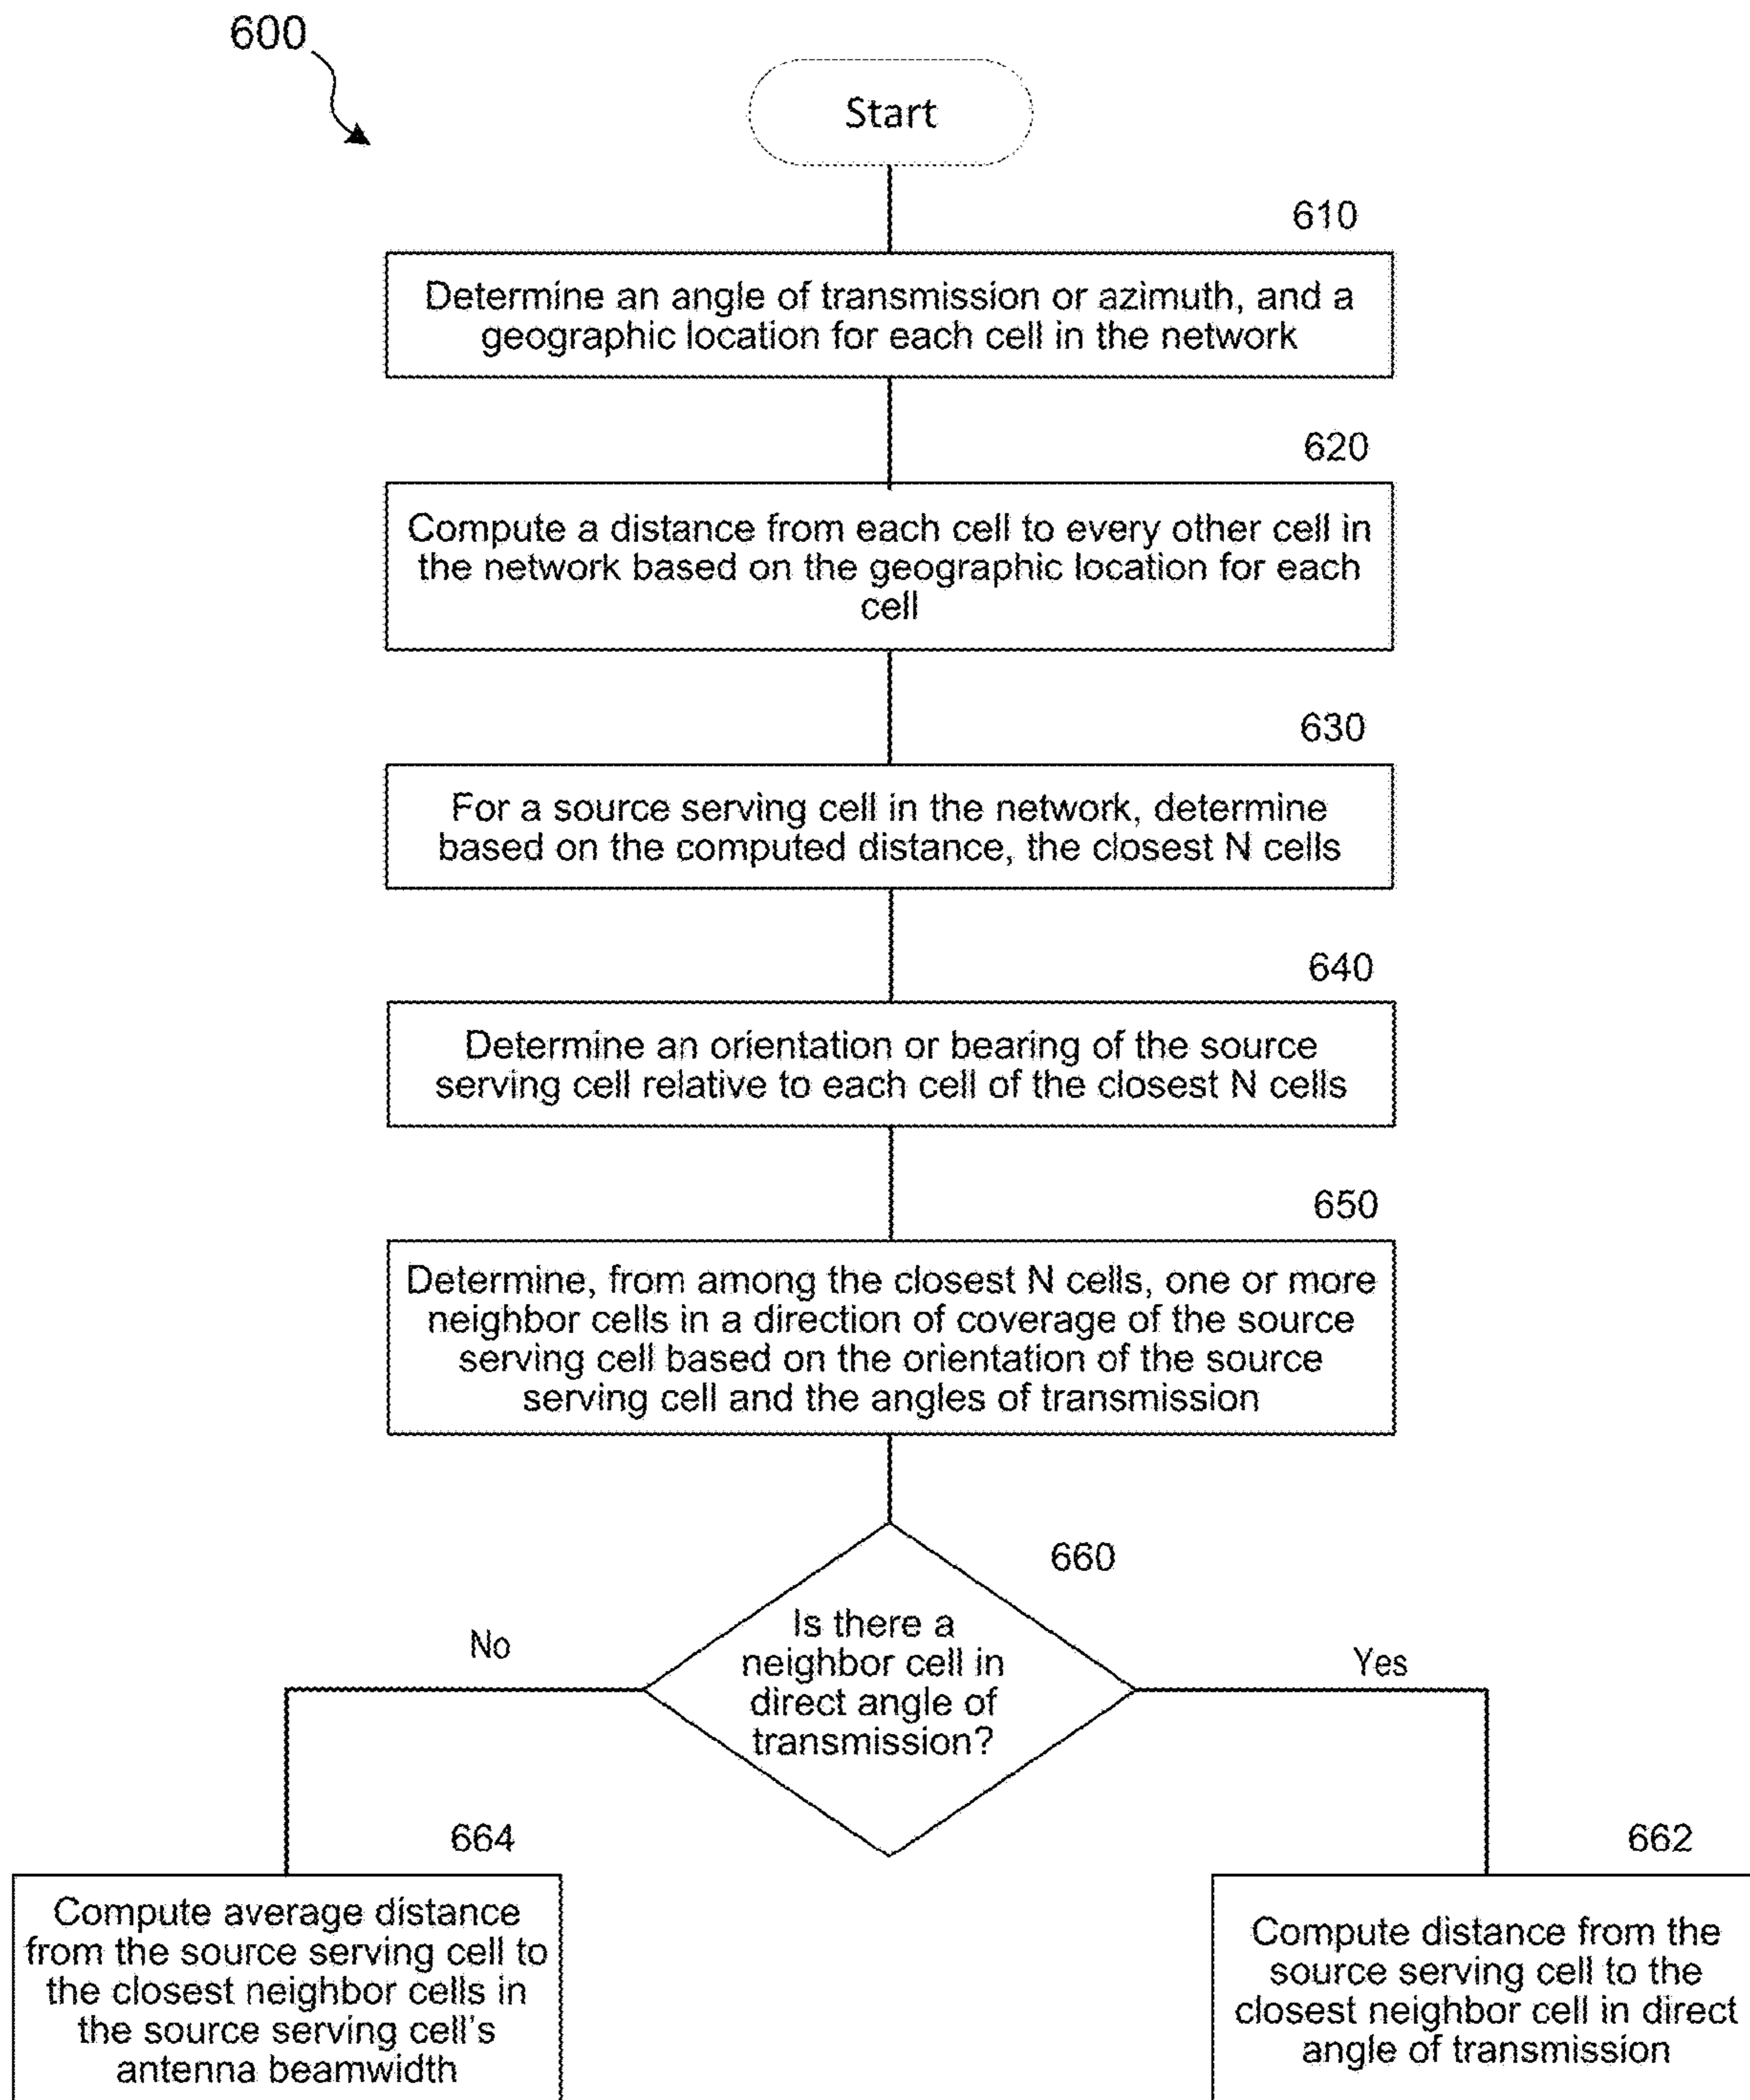 600
Start
610
Determine an angle of transmission or azimuth, and a
geographic location for each cell in the network
620
Compute a distance from each cell to every other cell in
the network based on the geographic location for each
cell
630
For a source serving cell in the network, determine
based on the computed distance, the closest N cells
640
Determine an orientation or bearing of the source
serving cell relative to each cell of the closest N cells
650
Determine, from among the closest N cells, one or more
neighbor cells in a direction of coverage of the source
serving cell based on the orientation of the source
serving cell and the angles of transmission
660
Is there a
neighbor cell in
direct angle of
transmission?
No
Yes
664
Compute average distance
from the source serving cell to
the closest neighbor cells in
the source serving cell's
antenna beamwidth
662
Compute distance from the
source serving cell to the
closest neighbor cell in direct
angle of transmission